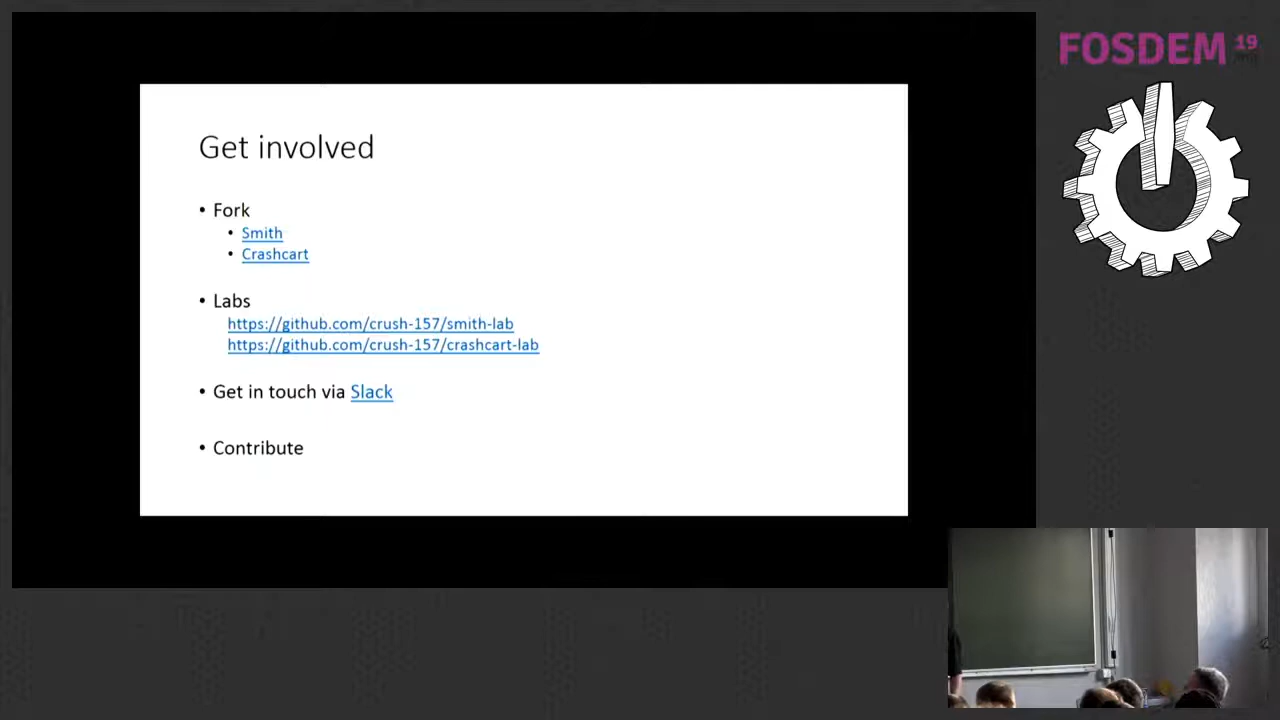 FOSDEM 19
.org
Get involved
• Fork
• Smith
• Crashcart
• Labs
https://github.com/crush-157/smith-lab
https://github.com/crush-157/crashcart-lab
• Get in touch via Slack
• Contribute